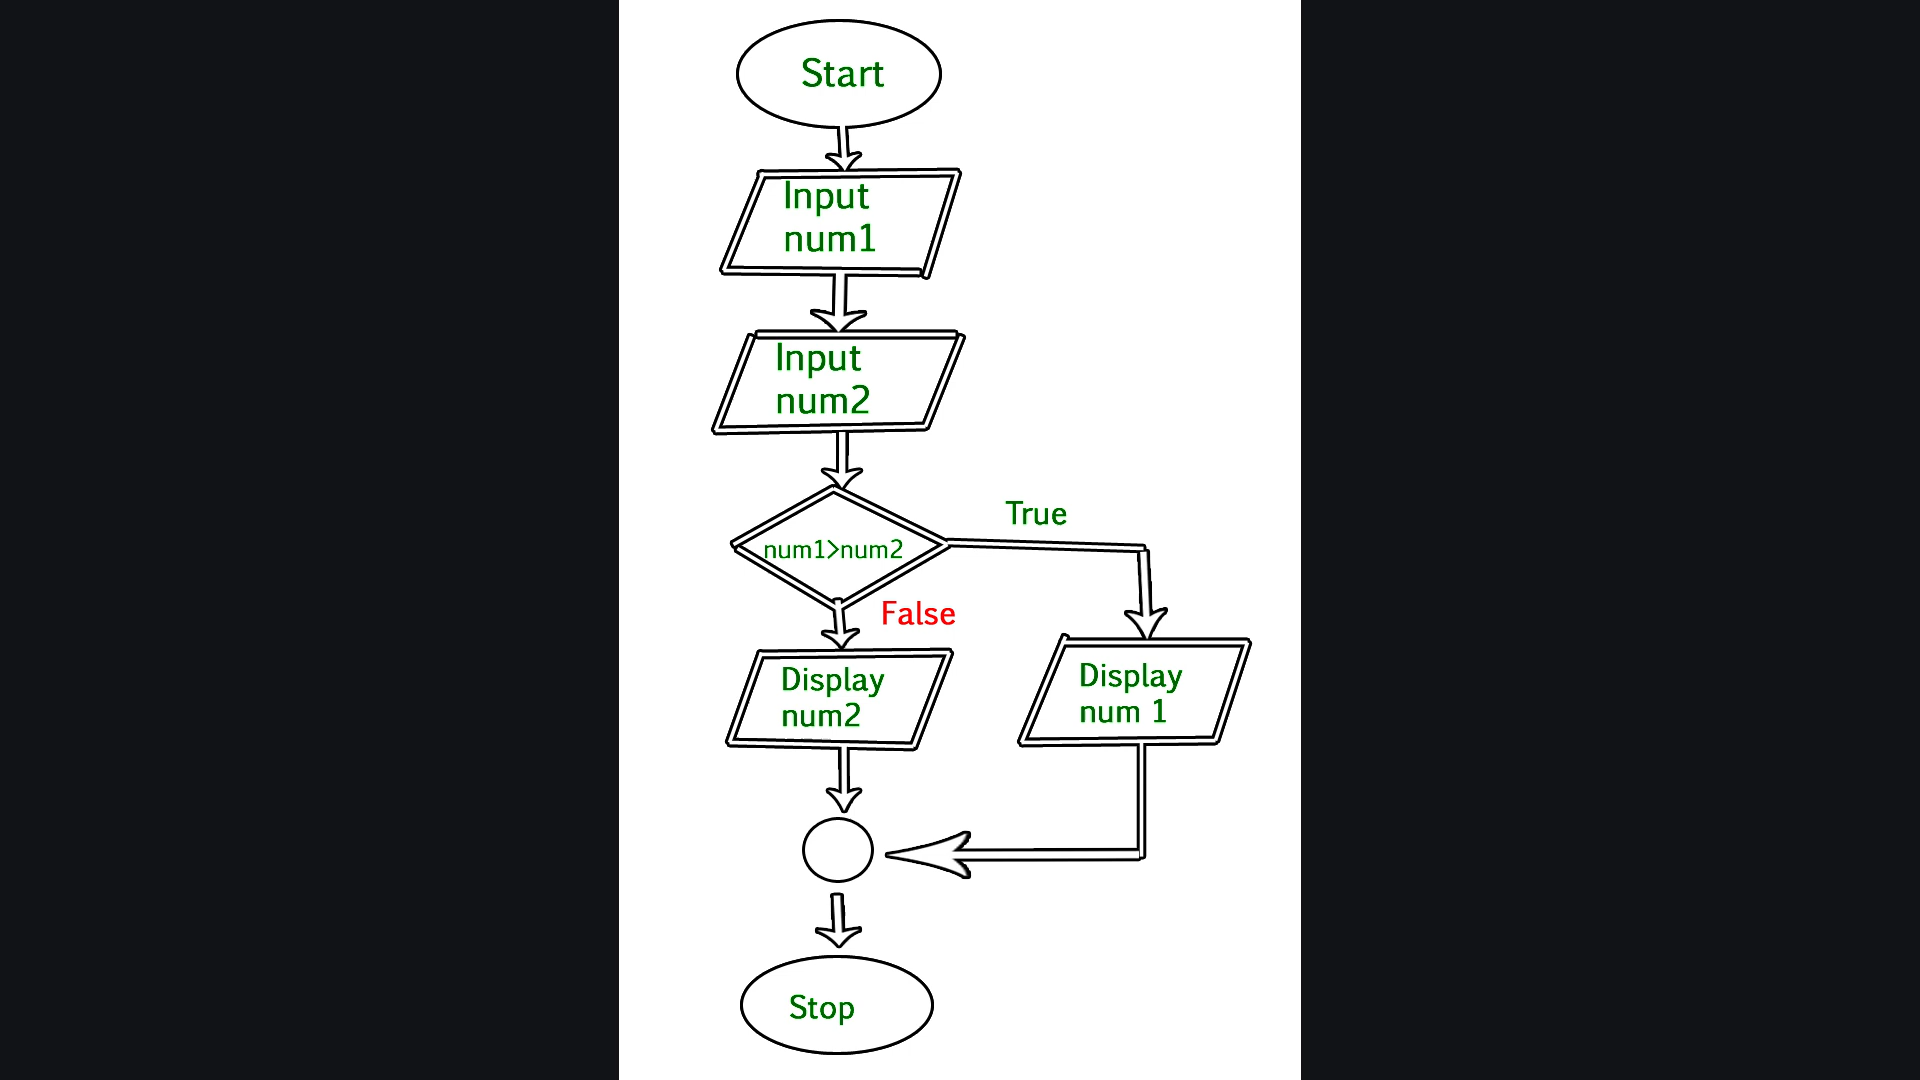 Start
Input
num1
Input
num2
num1>num2
True
False
Display
num2
Display
num 1
Stop